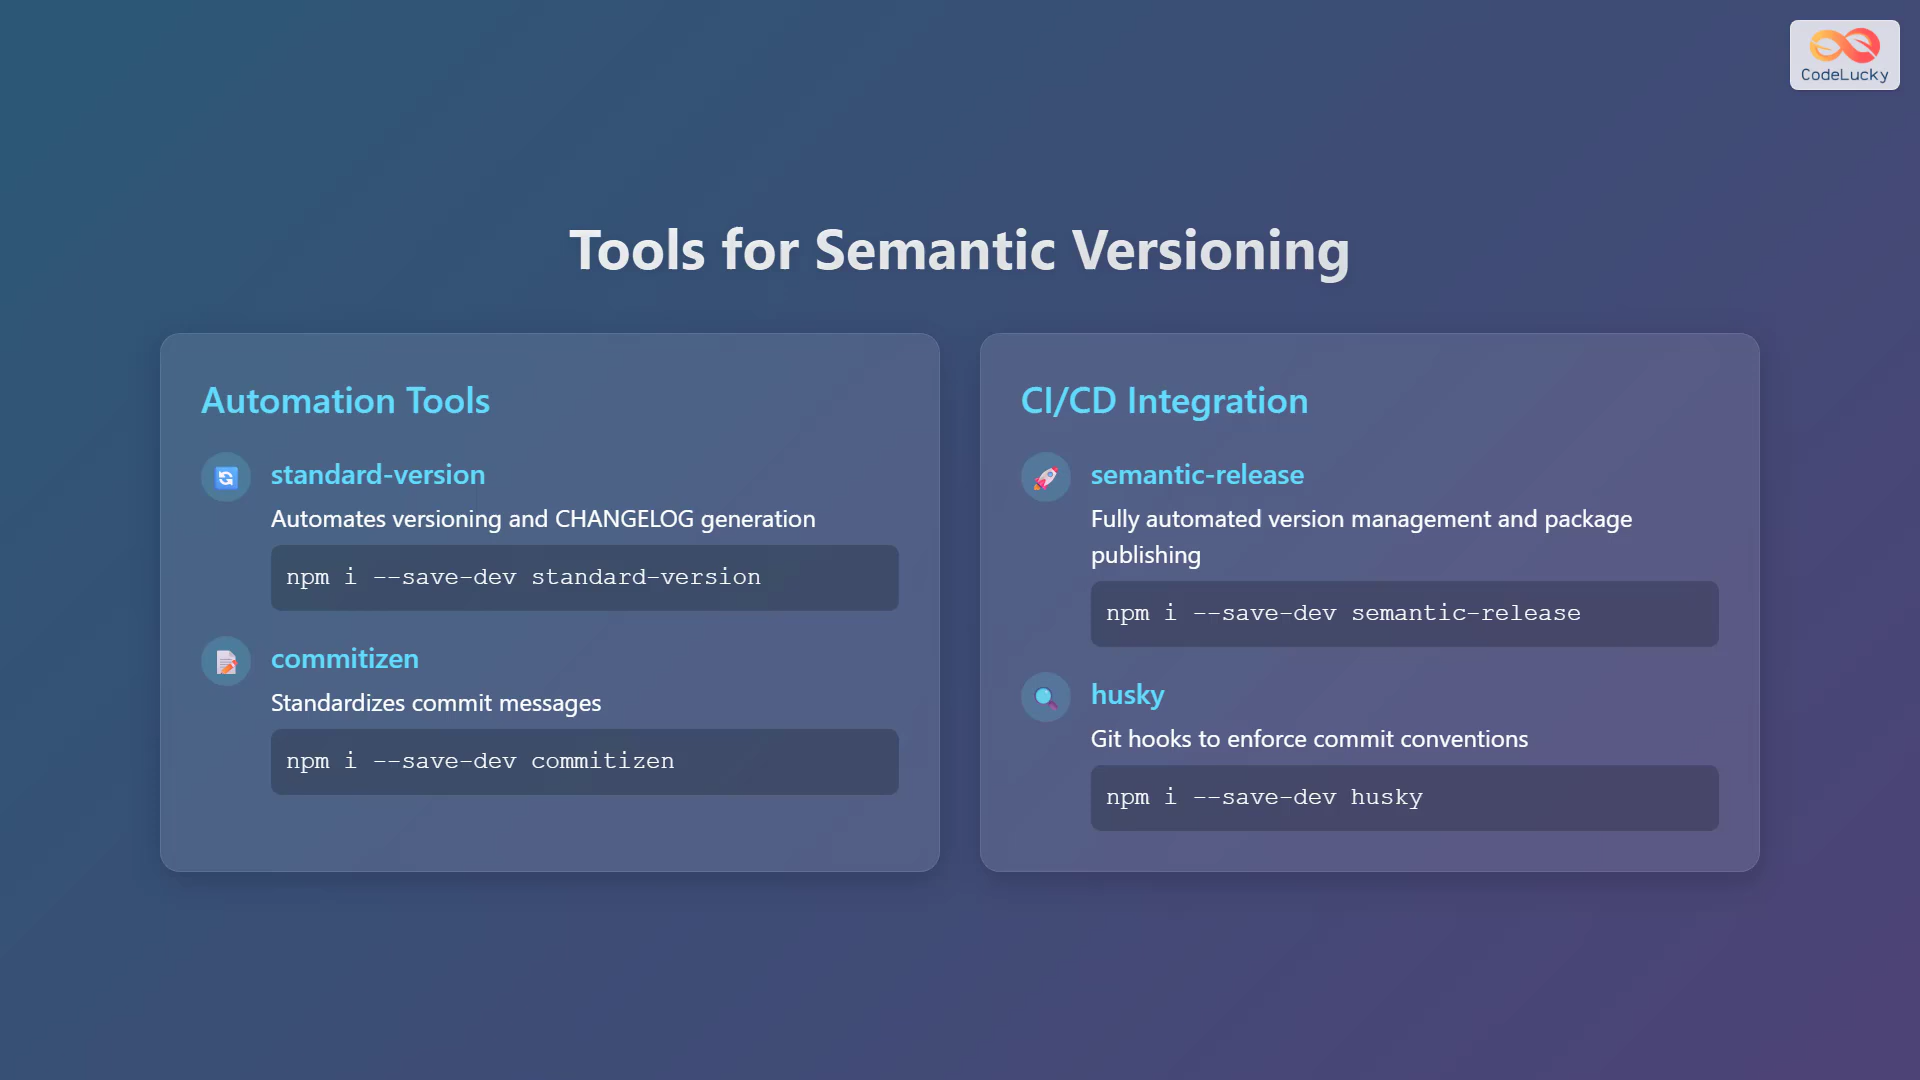 CodeLucky
Tools for Semantic Versioning
Automation Tools
standard-version
Automates versioning and CHANGELOG generation
npm i --save-dev standard-version
commitizen
Standardizes commit messages
npm i --save-dev commitizen
CI/CD Integration
semantic-release
Fully automated version management and package
publishing
npm i --save-dev semantic-release
husky
Git hooks to enforce commit conventions
npm i --save-dev husky